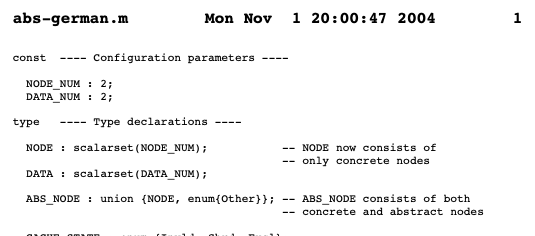 abs-german.m Mon Nov 1 20:00:47 2004 1
const ---- Configuration parameters ----
NODE_NUM : 2;
DATA_NUM : 2;
type ---- Type declarations ----
NODE : scalarset(NODE_NUM); -- NODE now consists of
-- only concrete nodes
DATA : scalarset(DATA_NUM);
ABS_NODE : union {NODE, enum{Other}}; -- ABS_NODE consists of both
-- concrete and abstract nodes